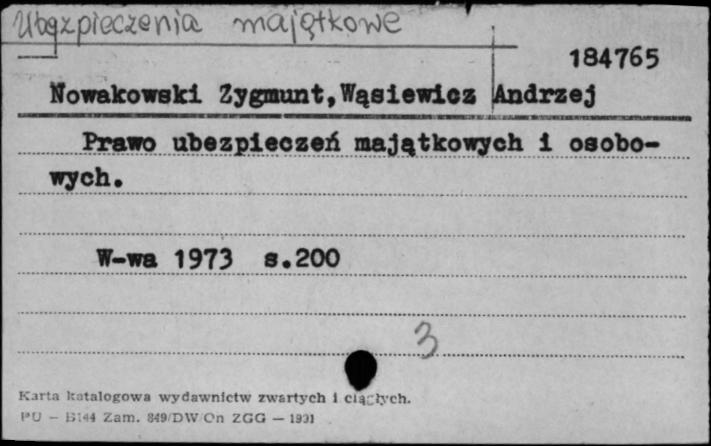 Ubezpieczenia majątkowe
184765
Nowakowski Zygmunt,Wąsiewicz Andrzej
Prawo ubezpieczeń majątkowych i osobo-
wych.
W-wa 1973 s.200
3
Karta katalogowa wydawnictw zwartych i ciągłych.
PU — B144 Zam. 849/DW/On ZGG — 1991